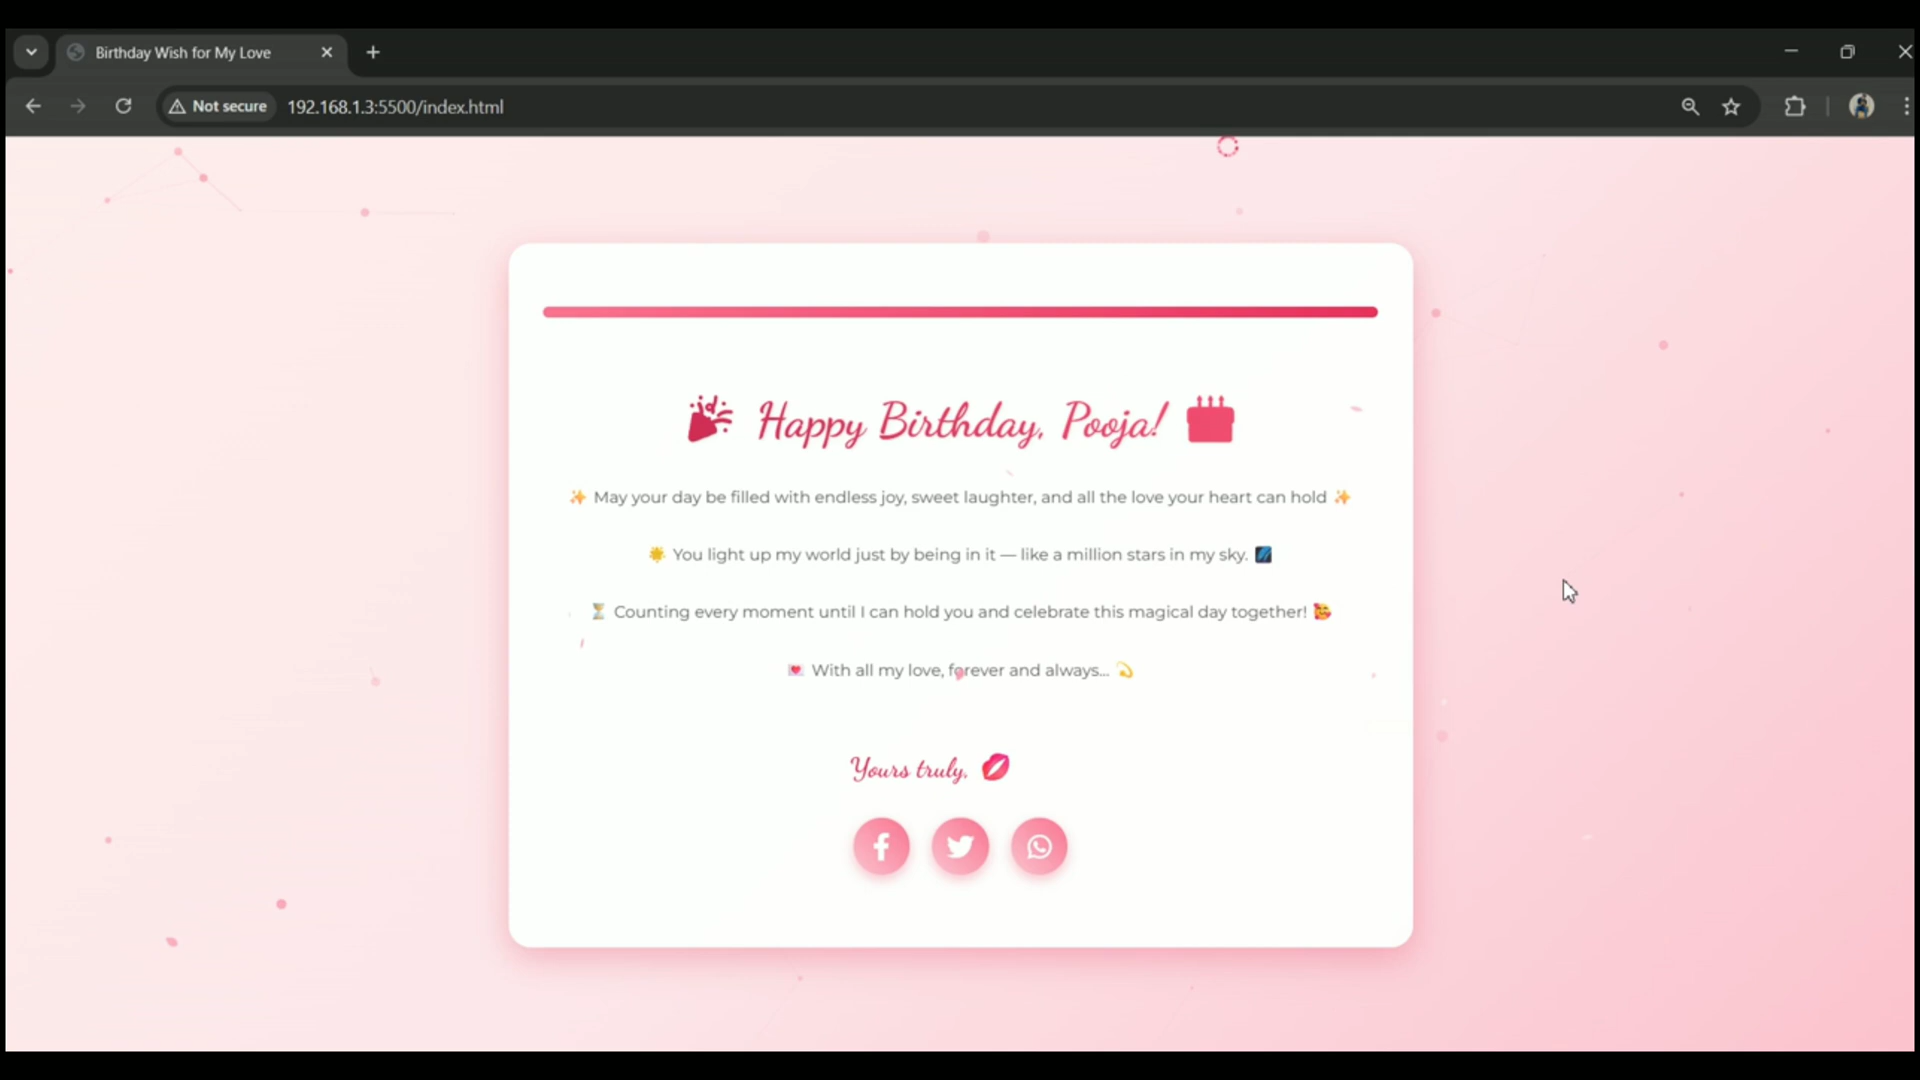 Birthday Wish for My Love
Not secure 192.168.1.3:5500/index.html
Happy Birthday, Pooja!
✨ May your day be filled with endless joy, sweet laughter, and all the love your heart can hold ✨
🌟 You light up my world just by being in it — like a million stars in my sky. 🌌
⏳ Counting every moment until I can hold you and celebrate this magical day together! 🥰
💌 With all my love, forever and always... 💫
Yours truly, 💋